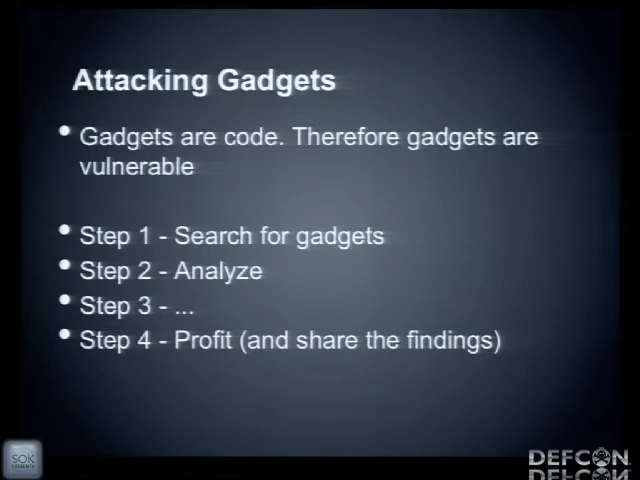 Attacking Gadgets
• Gadgets are code. Therefore gadgets are
vulnerable
• Step 1 - Search for gadgets
• Step 2 - Analyze
• Step 3 - ...
• Step 4 - Profit (and share the findings)
SOK
DEFCON